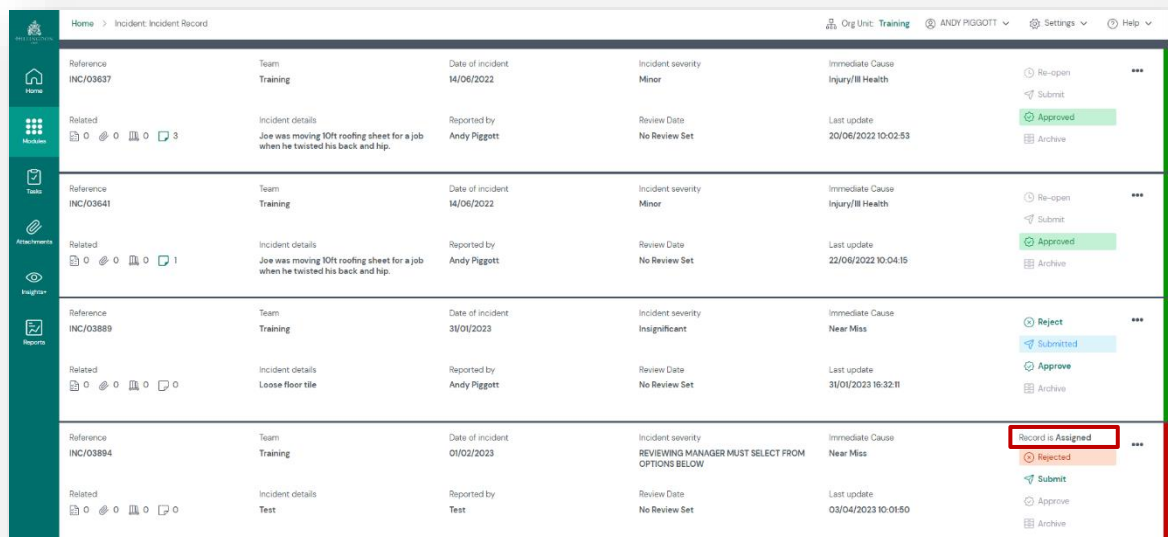 Home > Incident: Incident Record
Org Unit: Training
ANDY PIGGOTT
Settings
Help
Home
Modules
Tasks
Attachments
Insights+
Reports
Reference Team Date of incident Incident severity Immediate Cause
INC/03637 Training 14/06/2022 Minor Injury/Ill Health
Re-open
Submit
Approved
Archive
Related Incident details Reported by Review Date Last update
0 0 0 3 Joe was moving 10ft roofing sheet for a job Andy Piggott No Review Set 20/06/2022 10:02:53
when he twisted his back and hip.
Reference Team Date of incident Incident severity Immediate Cause
INC/03641 Training 14/06/2022 Minor Injury/Ill Health
Re-open
Submit
Approved
Archive
Related Incident details Reported by Review Date Last update
0 0 0 1 Joe was moving 10ft roofing sheet for a job Andy Piggott No Review Set 22/06/2022 10:04:15
when he twisted his back and hip.
Reference Team Date of incident Incident severity Immediate Cause
INC/03889 Training 31/01/2023 Insignificant Near Miss
Reject
Submitted
Approve
Archive
Related Incident details Reported by Review Date Last update
0 0 0 0 Loose floor tile Andy Piggott No Review Set 31/01/2023 16:32:11
Reference Team Date of incident Incident severity Immediate Cause
Record is Assigned
INC/03894 Training 01/02/2023 REVIEWING MANAGER MUST SELECT FROM Near Miss
OPTIONS BELOW
Rejected
Submit
Approve
Archive
Related Incident details Reported by Review Date Last update
0 0 0 0 Test Test No Review Set 03/04/2023 10:01:50